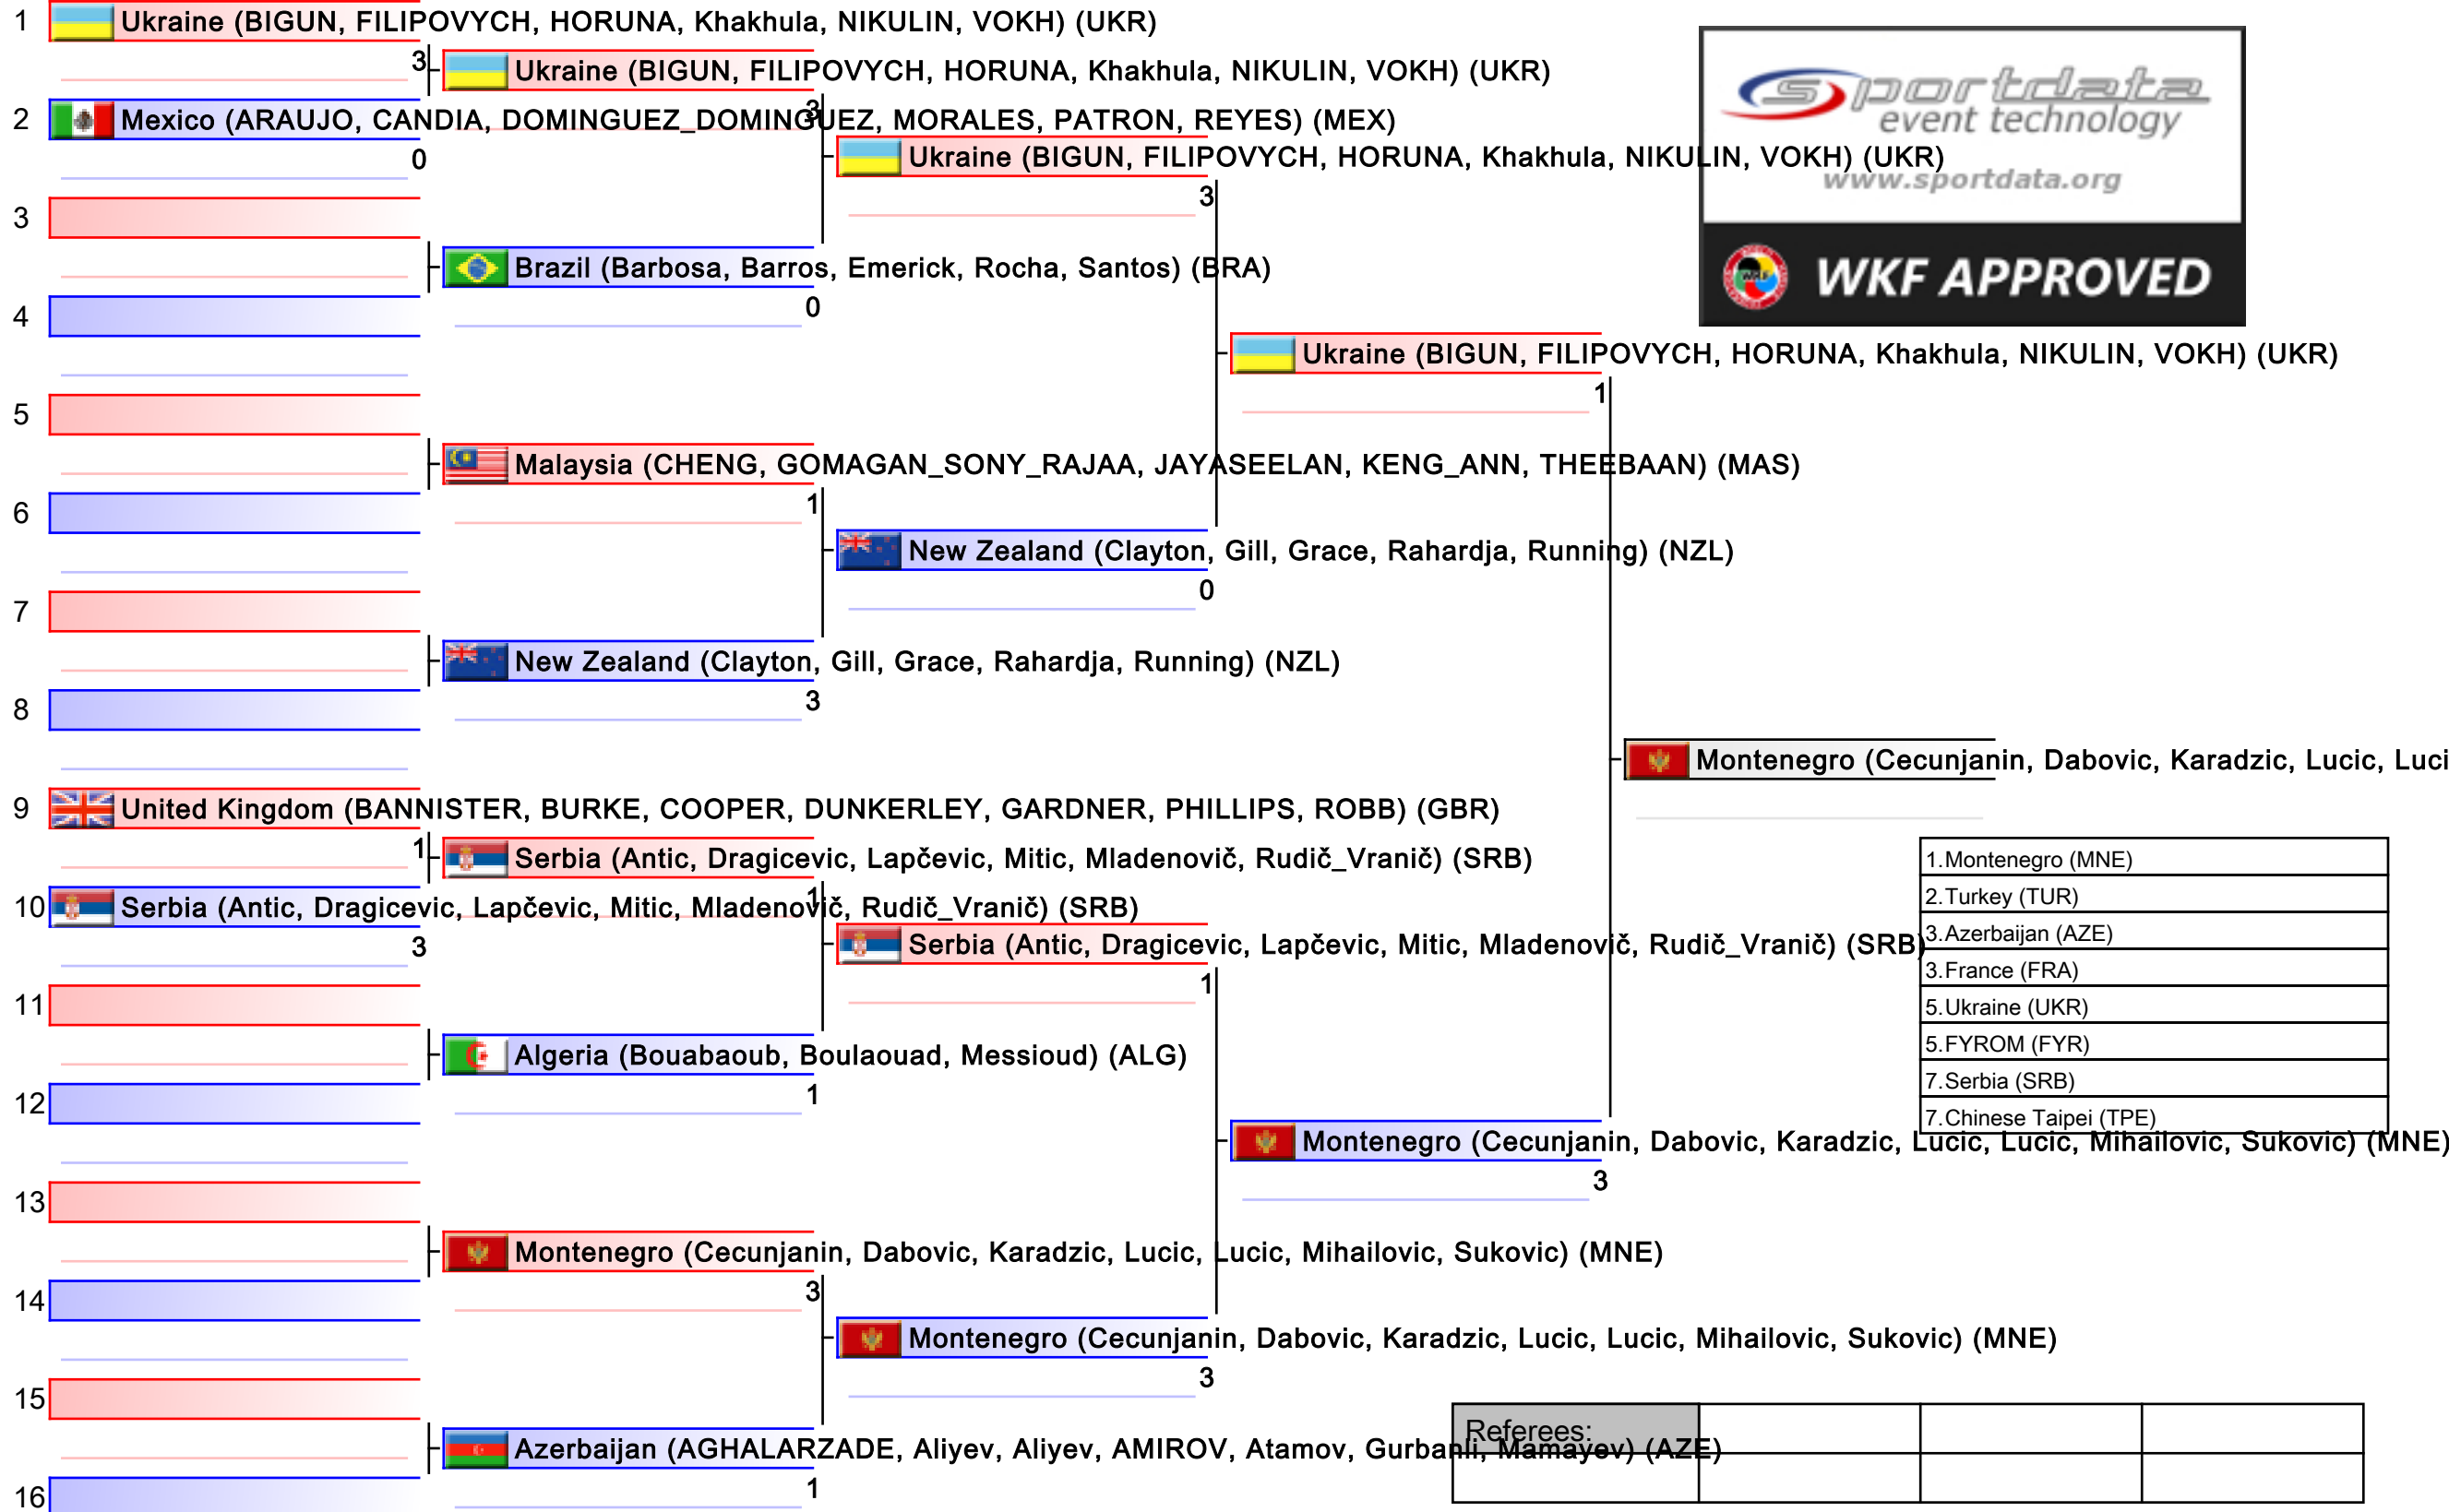 1 Ukraine (BIGUN, FILIPOVYCH, HORUNA, Khakhula, NIKULIN, VOKH) (UKR)
3
Ukraine (BIGUN, FILIPOVYCH, HORUNA, Khakhula, NIKULIN, VOKH) (UKR)
3
2 Mexico (ARAUJO, CANDIA, DOMINGUEZ_DOMINGUEZ, MORALES, PATRON, REYES) (MEX)
0
Ukraine (BIGUN, FILIPOVYCH, HORUNA, Khakhula, NIKULIN, VOKH) (UKR)
3
sportdata
event technology
www.sportdata.org
WKF
WKF APPROVED
3
Brazil (Barbosa, Barros, Emerick, Rocha, Santos) (BRA)
0
4
Ukraine (BIGUN, FILIPOVYCH, HORUNA, Khakhula, NIKULIN, VOKH) (UKR)
1
5
Malaysia (CHENG, GOMAGAN_SONY_RAJAA, JAYASEELAN, KENG_ANN, THEEBAAN) (MAS)
1
6
New Zealand (Clayton, Gill, Grace, Rahardja, Running) (NZL)
0
7
New Zealand (Clayton, Gill, Grace, Rahardja, Running) (NZL)
3
8
Montenegro (Cecunjanin, Dabovic, Karadzic, Lucic, Luci
9 United Kingdom (BANNISTER, BURKE, COOPER, DUNKERLEY, GARDNER, PHILLIPS, ROBB) (GBR)
1
Serbia (Antic, Dragicevic, Lapčevic, Mitic, Mladenovič, Rudič_Vranič) (SRB)
1
10 Serbia (Antic, Dragicevic, Lapčevic, Mitic, Mladenovič, Rudič_Vranič) (SRB)
3
Serbia (Antic, Dragicevic, Lapčevic, Mitic, Mladenovič, Rudič_Vranič) (SRB)
1
1.Montenegro (MNE)
2.Turkey (TUR)
3.Azerbaijan (AZE)
3.France (FRA)
5.Ukraine (UKR)
5.FYROM (FYR)
7.Serbia (SRB)
7.Chinese Taipei (TPE)
11
Algeria (Bouabaoub, Boulaouad, Messioud) (ALG)
1
12
Montenegro (Cecunjanin, Dabovic, Karadzic, Lucic, Lucic, Mihailovic, Sukovic) (MNE)
3
13
Montenegro (Cecunjanin, Dabovic, Karadzic, Lucic, Lucic, Mihailovic, Sukovic) (MNE)
3
14
Montenegro (Cecunjanin, Dabovic, Karadzic, Lucic, Lucic, Mihailovic, Sukovic) (MNE)
3
15
Referees:
Azerbaijan (AGHALARZADE, Aliyev, Aliyev, AMIROV, Atamov, Gurbanli, Mamayev) (AZE)
1
16